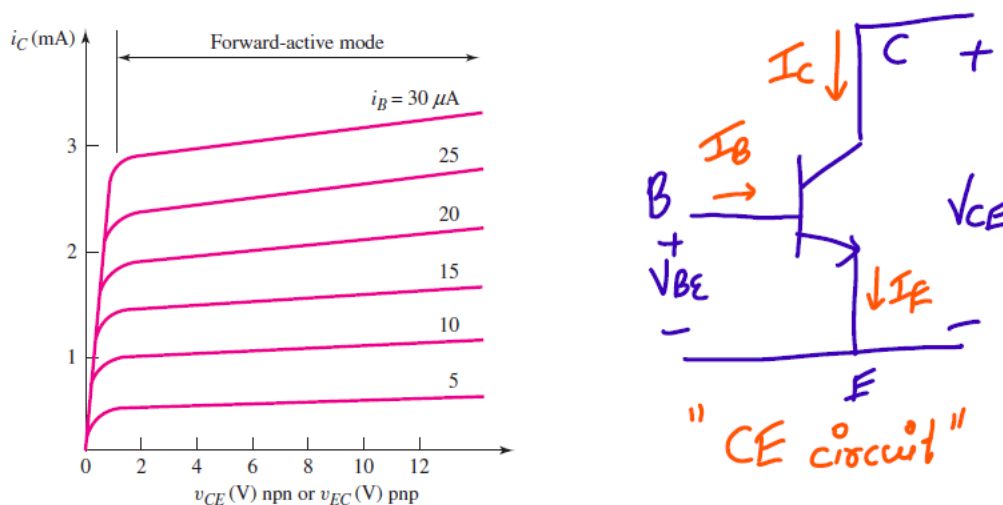 i_C (mA)
Forward-active mode
i_B = 30 μA
25
20
15
10
5
3
2
1
0 2 4 6 8 10 12
v_CE (V) npn or v_EC (V) pnp
I_C
C +
I_B
B
+
V_BE
-
V_CE
I_E
-
E
"CE circuit"